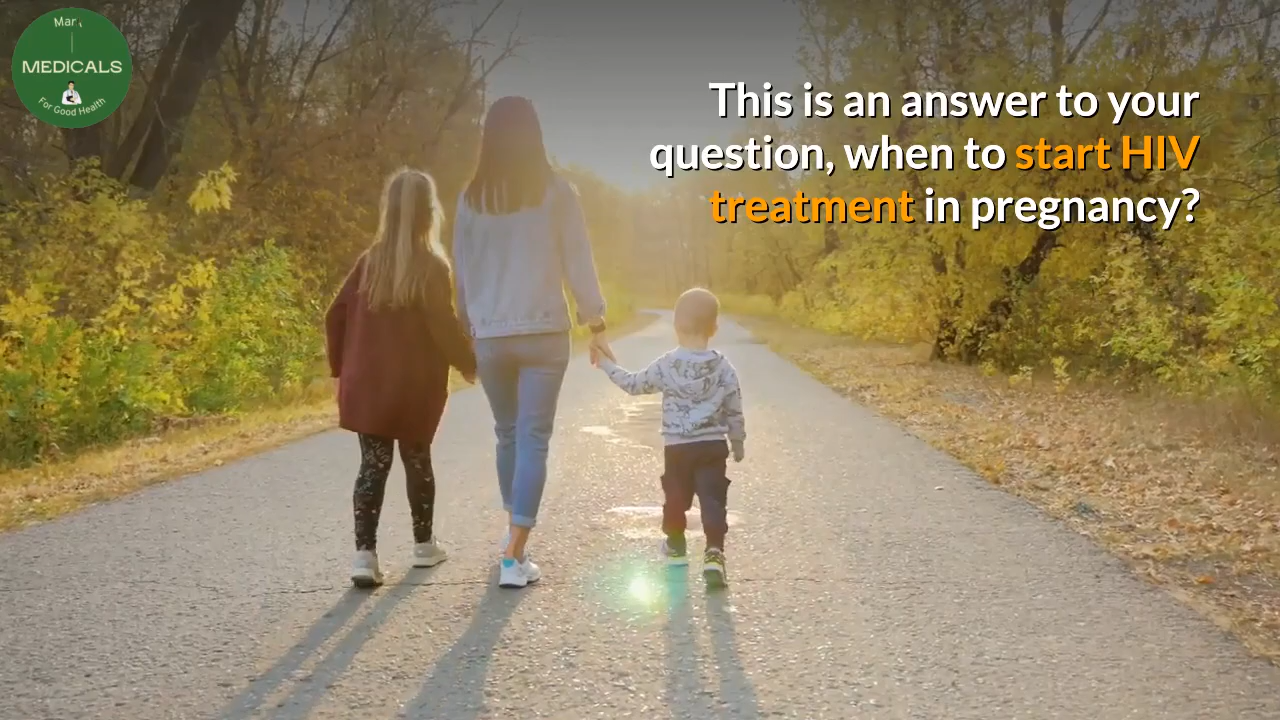 MEDICALS
For Good Health
This is an answer to your
question, when to start HIV
treatment in pregnancy?